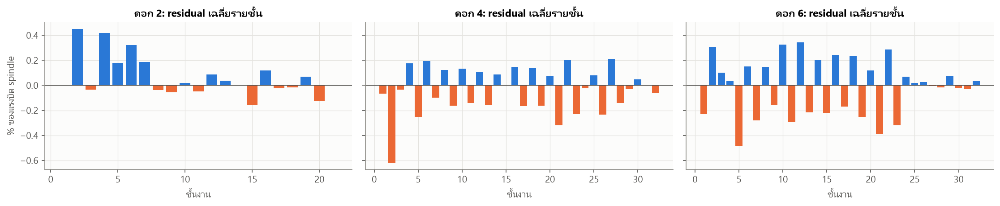 ดอก 2: residual เฉลี่ยรายชั้น
ดอก 4: residual เฉลี่ยรายชั้น
ดอก 6: residual เฉลี่ยรายชั้น
% ของแรงบิด spindle
0.4
0.2
0.0
−0.2
−0.4
−0.6
0 5 10 15 20
0 5 10 15 20 25 30
0 5 10 15 20 25 30
ชั้นงาน
ชั้นงาน
ชั้นงาน